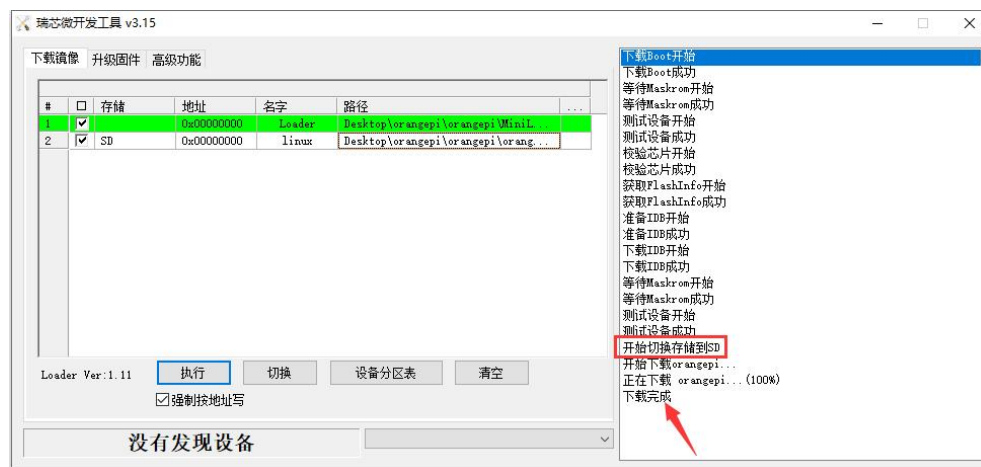 瑞芯微开发工具 v3.15
下载镜像 升级固件 高级功能
# 存储 地址 名字 路径 ...
1 0x00000000 Loader Desktop\orangepi\orangepi\MiniL...
2 SD 0x00000000 linux Desktop\orangepi\orangepi\orang...
Loader Ver:1.11 执行 切换 设备分区表 清空
强制按地址写
没有发现设备
下载Boot开始
下载Boot成功
等待Maskrom开始
等待Maskrom成功
测试设备开始
测试设备成功
校验芯片开始
校验芯片成功
获取FlashInfo开始
获取FlashInfo成功
准备IDB开始
准备IDB成功
下载IDB开始
下载IDB成功
等待Maskrom开始
等待Maskrom成功
测试设备开始
测试设备成功
开始切换存储到SD
开始下载orangepi...
正在下载 orangepi...(100%)
下载完成